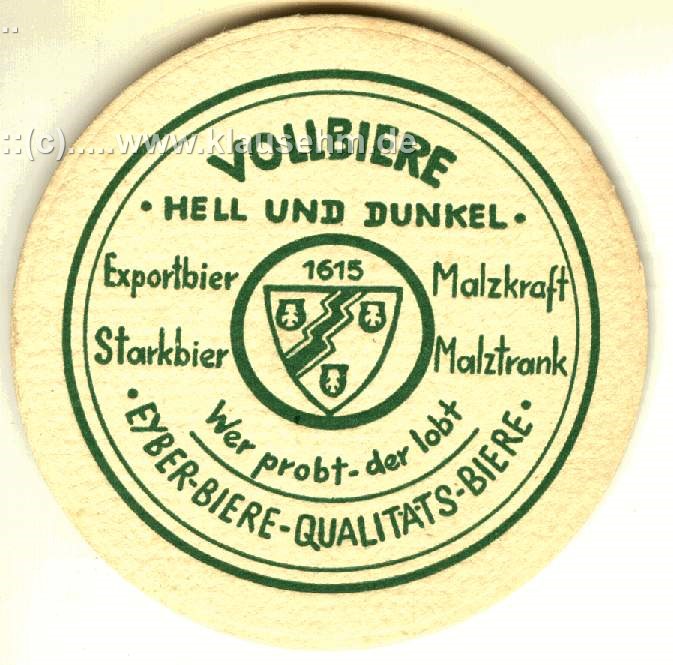 ::(c).....www.klausehm.de
VOLLBIERE
• HELL UND DUNKEL •
Exportbier
1615
Malzkraft
Starkbier
Malztrank
Wer probt - der lobt
• EYBER-BIERE-QUALITÄTS-BIERE •